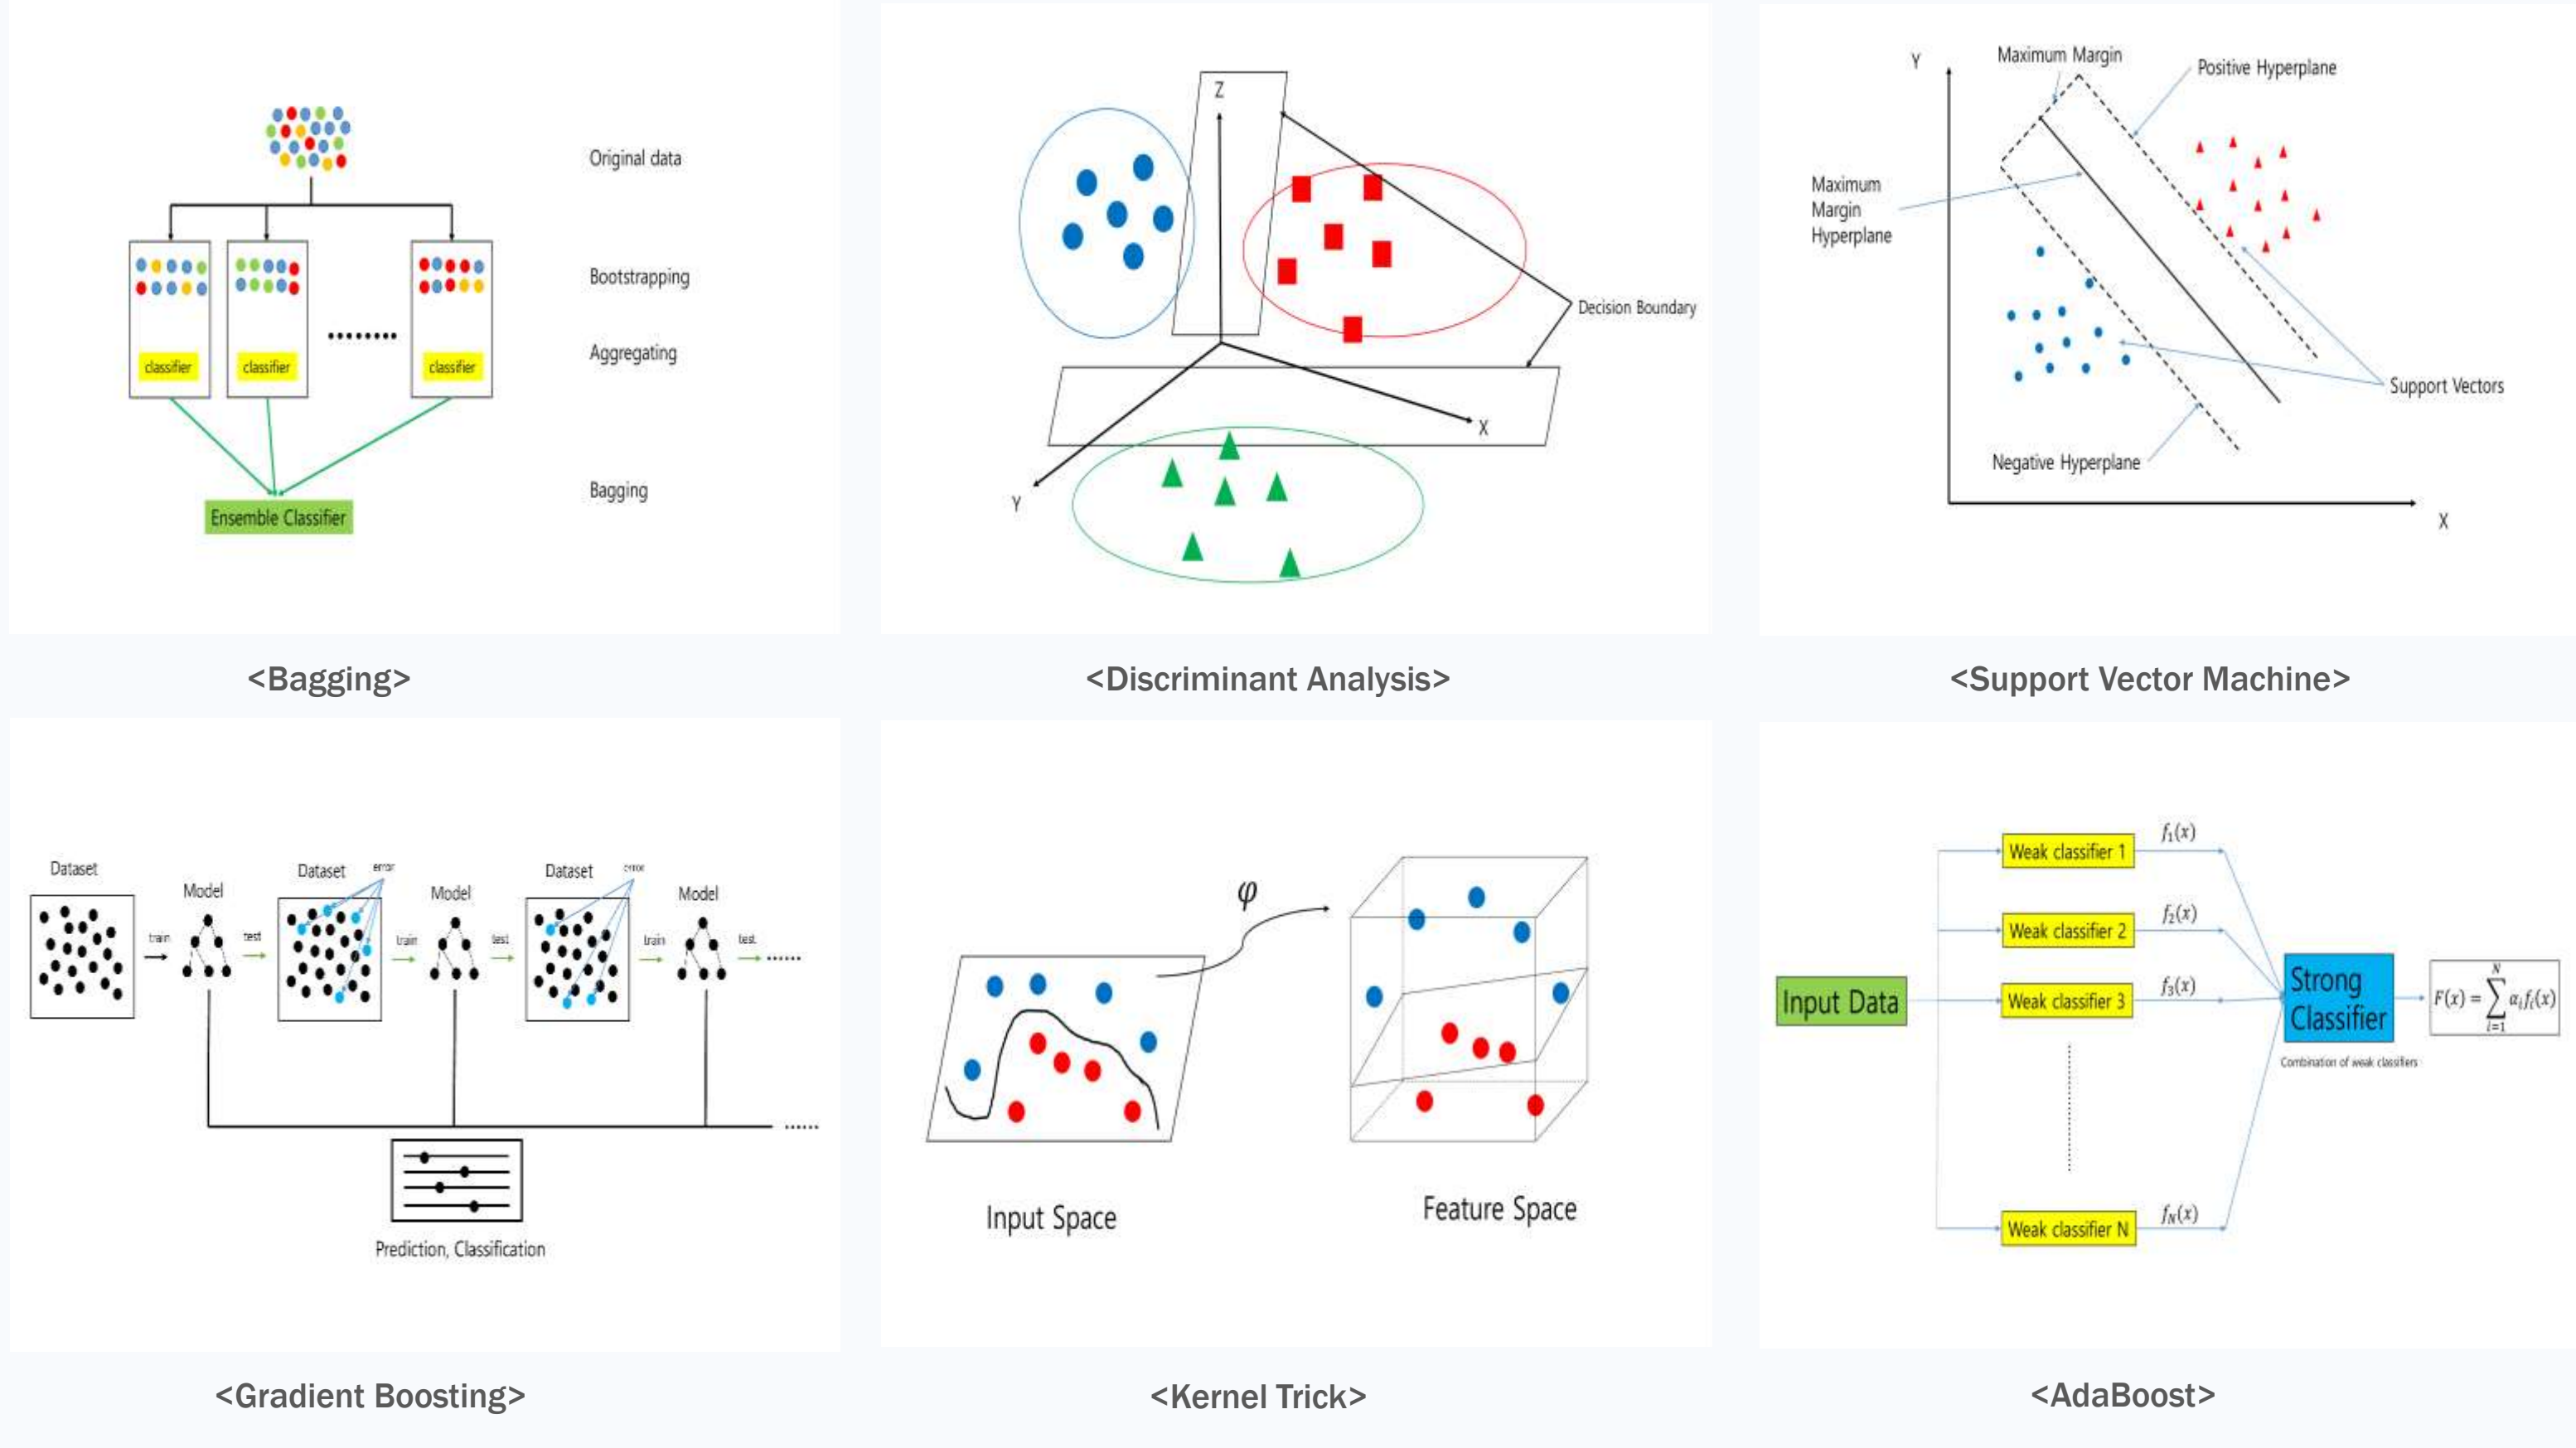 Original data
Bootstrapping
Aggregating
classifier
classifier
classifier
Bagging
Ensemble Classifier
<Bagging>
Z
Decision Boundary
X
Y
<Discriminant Analysis>
Y
Maximum Margin
Positive Hyperplane
Maximum
Margin
Hyperplane
Support Vectors
Negative Hyperplane
X
<Support Vector Machine>
Dataset
Model
Dataset
error
Model
Dataset
error
Model
train
test
train
test
train
test
Prediction, Classification
<Gradient Boosting>
φ
Input Space
Feature Space
<Kernel Trick>
Input Data
Weak classifier 1
f₁(x)
Weak classifier 2
f₂(x)
Weak classifier 3
f₃(x)
Weak classifier N
f_N(x)
Strong
Classifier
Combination of weak classifiers
F(x) = ∑_{i=1}^{N} α_i f_i(x)
<AdaBoost>